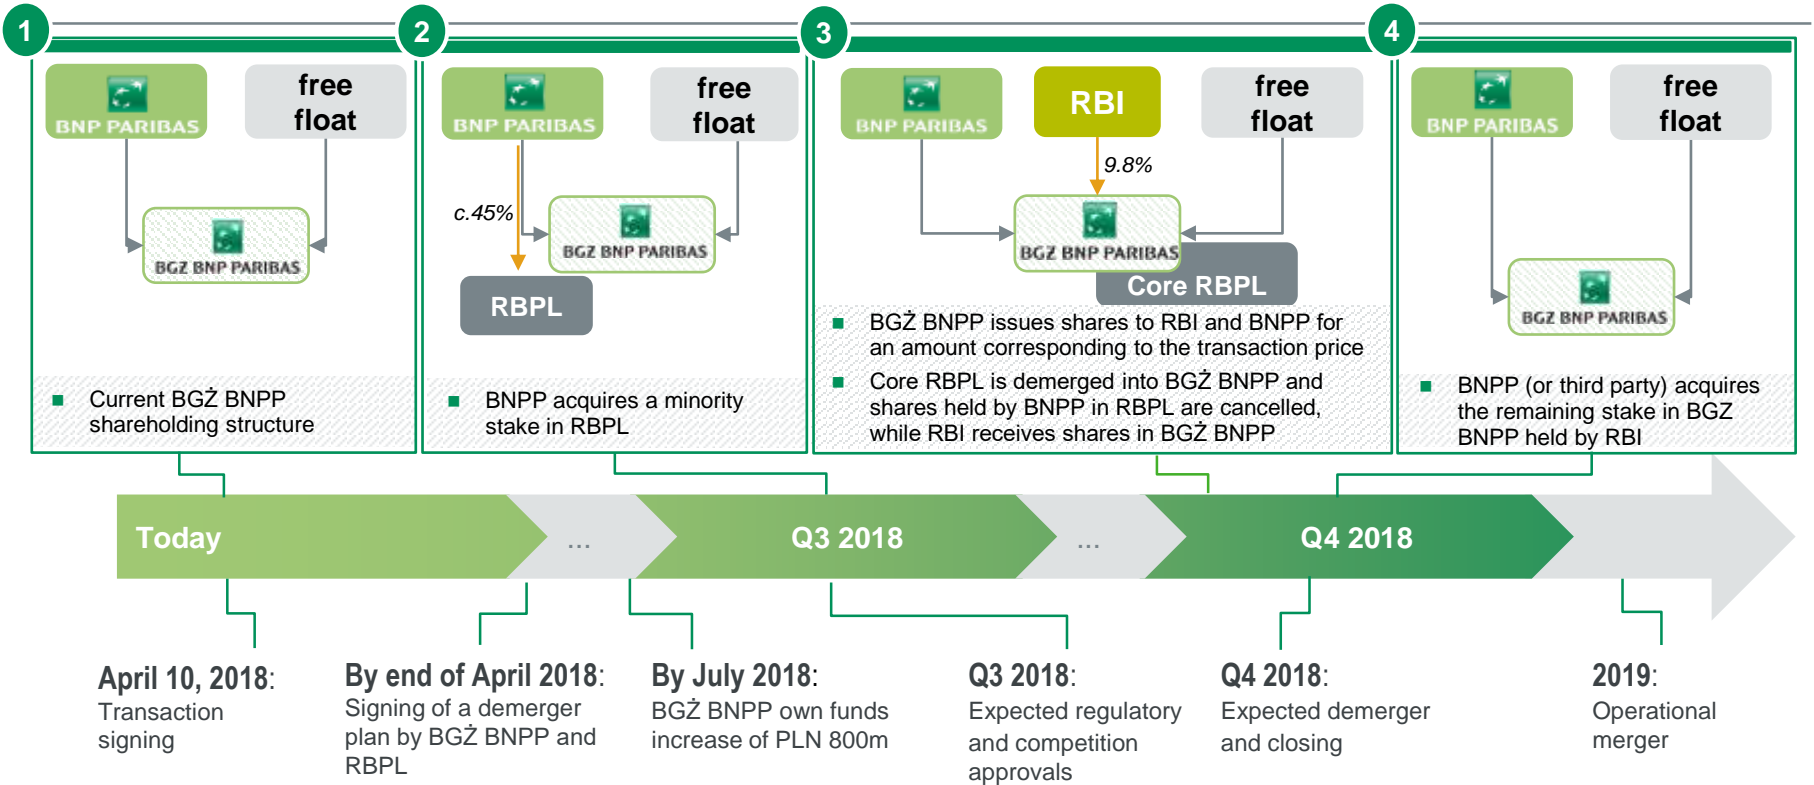 1
2
3
4
BNP PARIBAS
free
float
BGZ BNP PARIBAS
Current BGŻ BNPP
shareholding structure
BNP PARIBAS
free
float
c.45%
BGZ BNP PARIBAS
RBPL
BNPP acquires a minority
stake in RBPL
BNP PARIBAS
RBI
free
float
9.8%
BGZ BNP PARIBAS
Core RBPL
BGŻ BNPP issues shares to RBI and BNPP for
an amount corresponding to the transaction price
Core RBPL is demerged into BGŻ BNPP and
shares held by BNPP in RBPL are cancelled,
while RBI receives shares in BGŻ BNPP
BNP PARIBAS
free
float
BGZ BNP PARIBAS
BNPP (or third party) acquires
the remaining stake in BGZ
BNPP held by RBI
Today
...
Q3 2018
...
Q4 2018
April 10, 2018:
Transaction
signing
By end of April 2018:
Signing of a demerger
plan by BGŻ BNPP and
RBPL
By July 2018:
BGŻ BNPP own funds
increase of PLN 800m
Q3 2018:
Expected regulatory
and competition
approvals
Q4 2018:
Expected demerger
and closing
2019:
Operational
merger